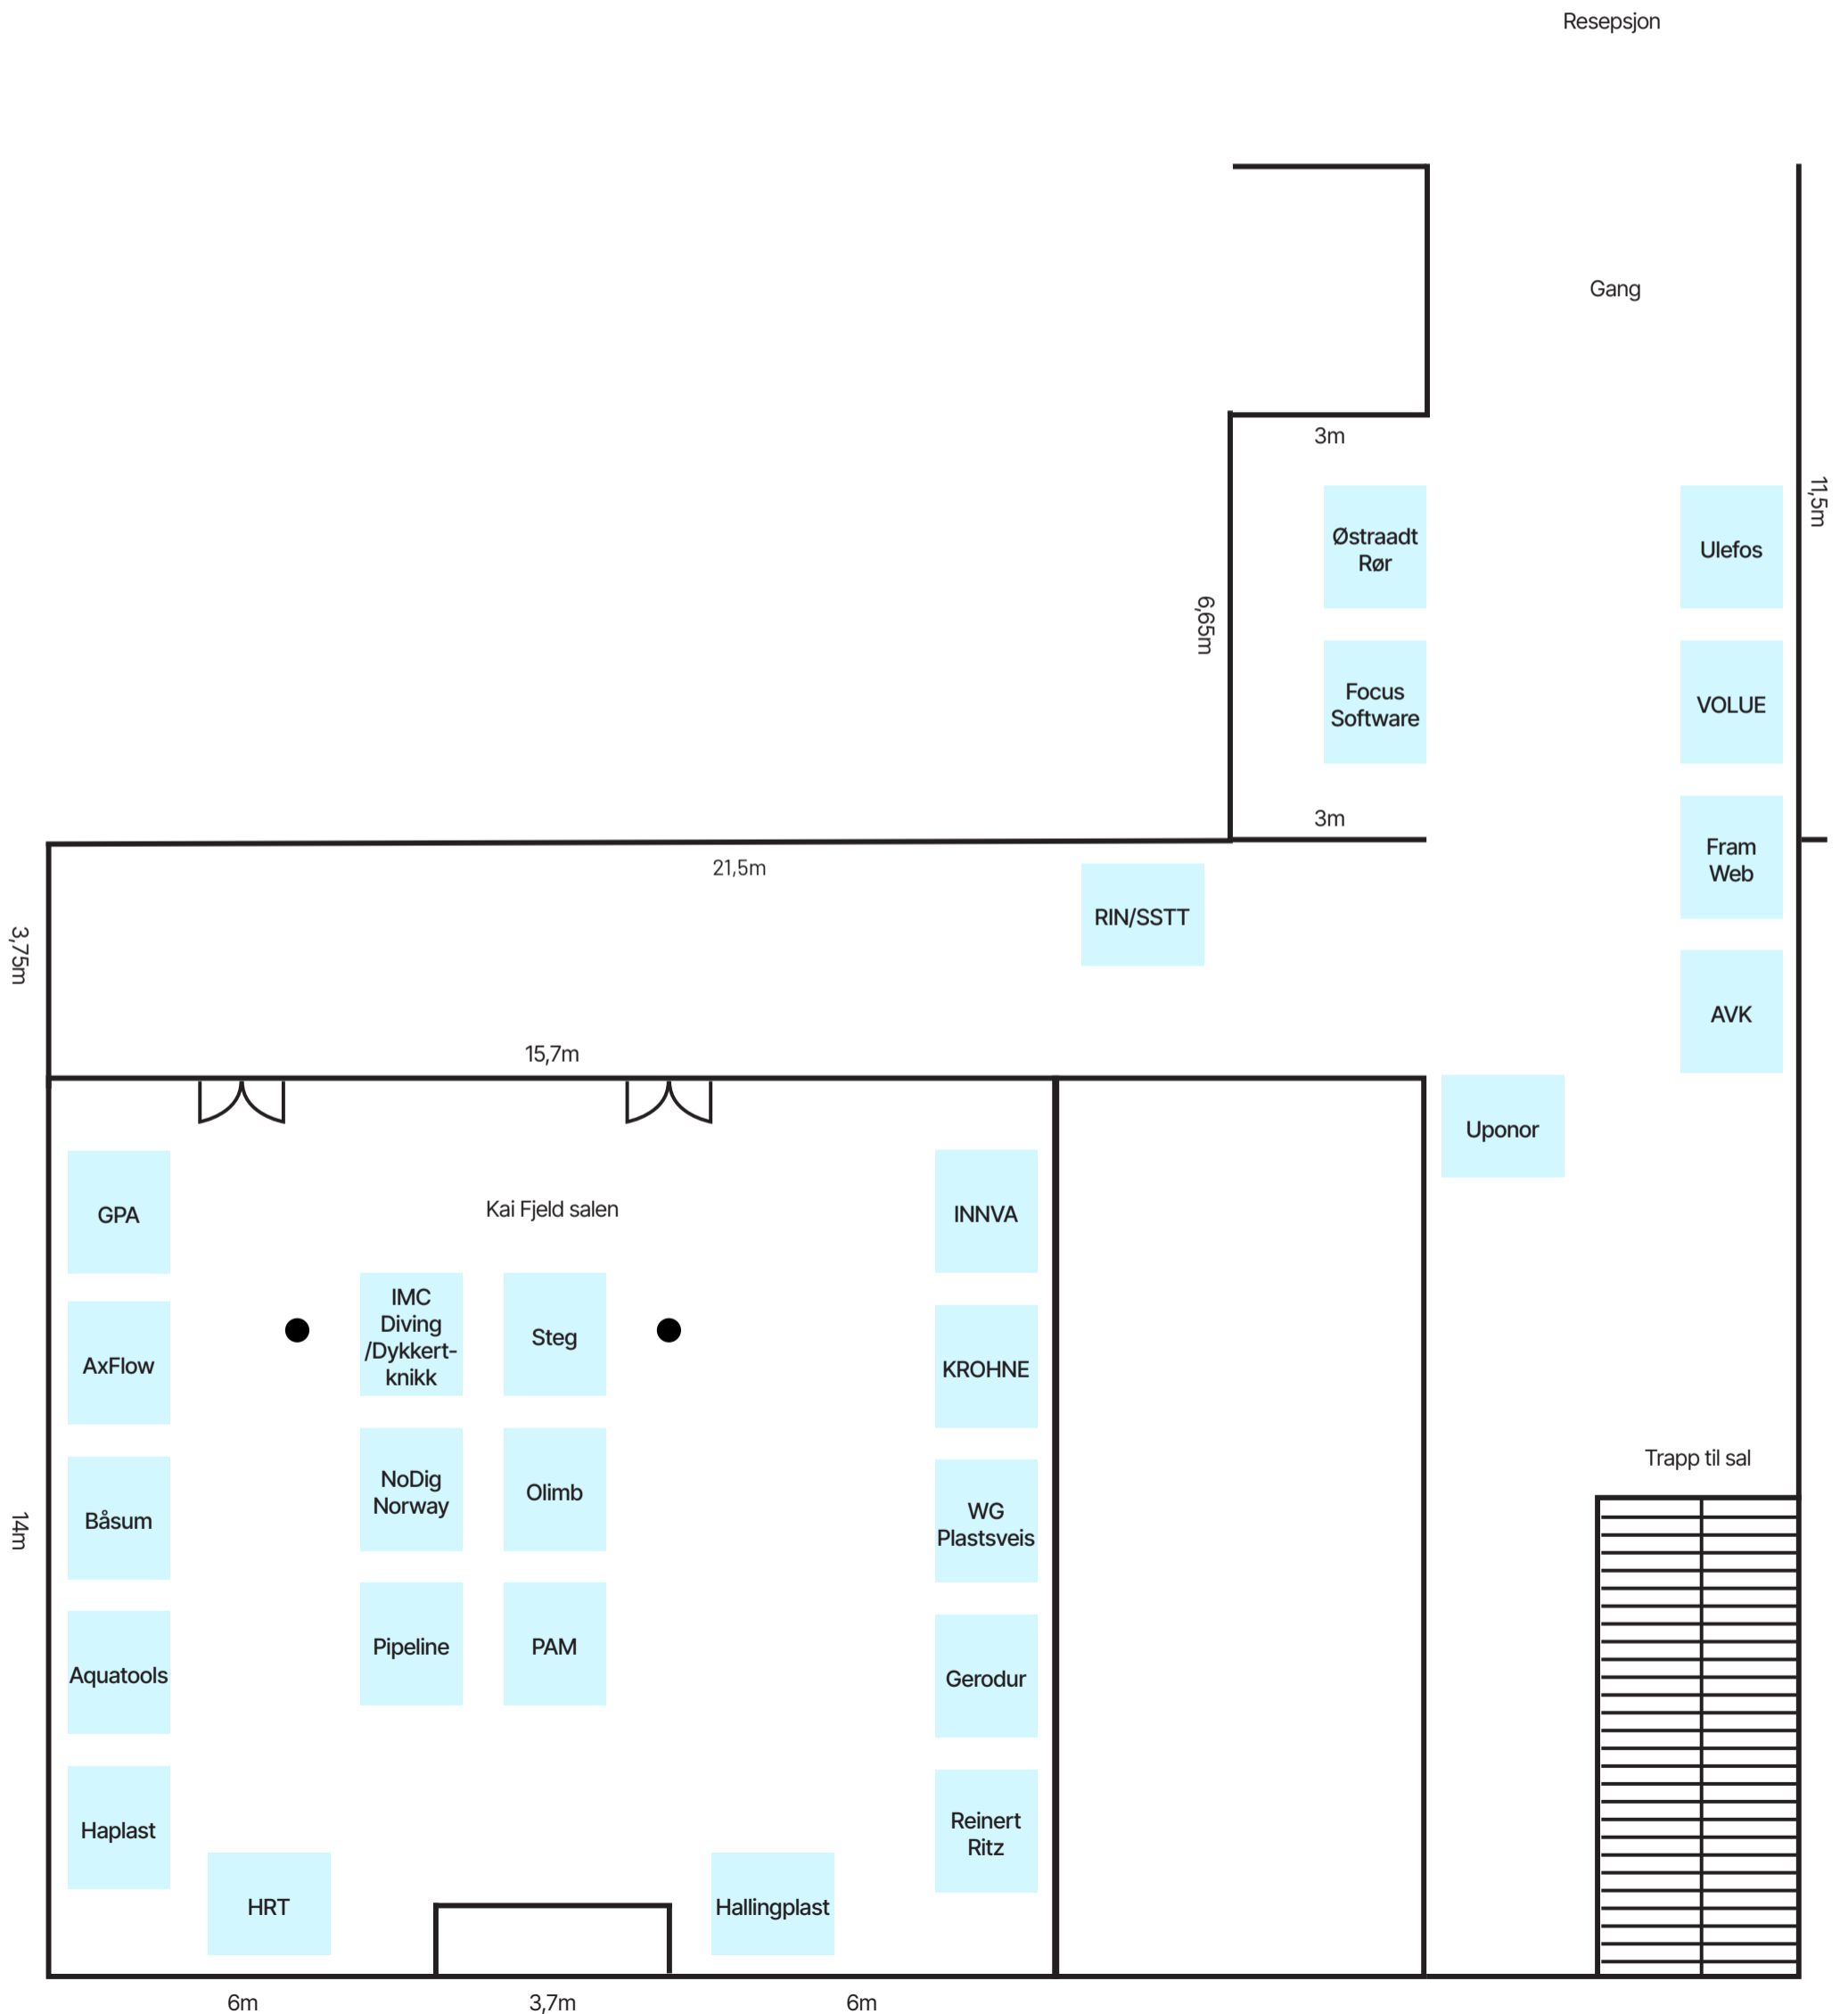 Resepsjon
Gang
11,5m
3m
Østraadt
Rør
Ulefos
6,65m
Focus
Software
VOLUE
3m
Fram
Web
21,5m
RIN/SSTT
3,75m
AVK
15,7m
Uponor
GPA
Kai Fjeld salen
INNVA
IMC
Diving
/Dykkert-
knikk
Steg
AxFlow
KROHNE
Trapp til sal
NoDig
Norway
Olimb
Båsum
WG
Plastsveis
14m
Pipeline
PAM
Aquatools
Gerodur
Haplast
Reinert
Ritz
HRT
Hallingplast
6m
3,7m
6m